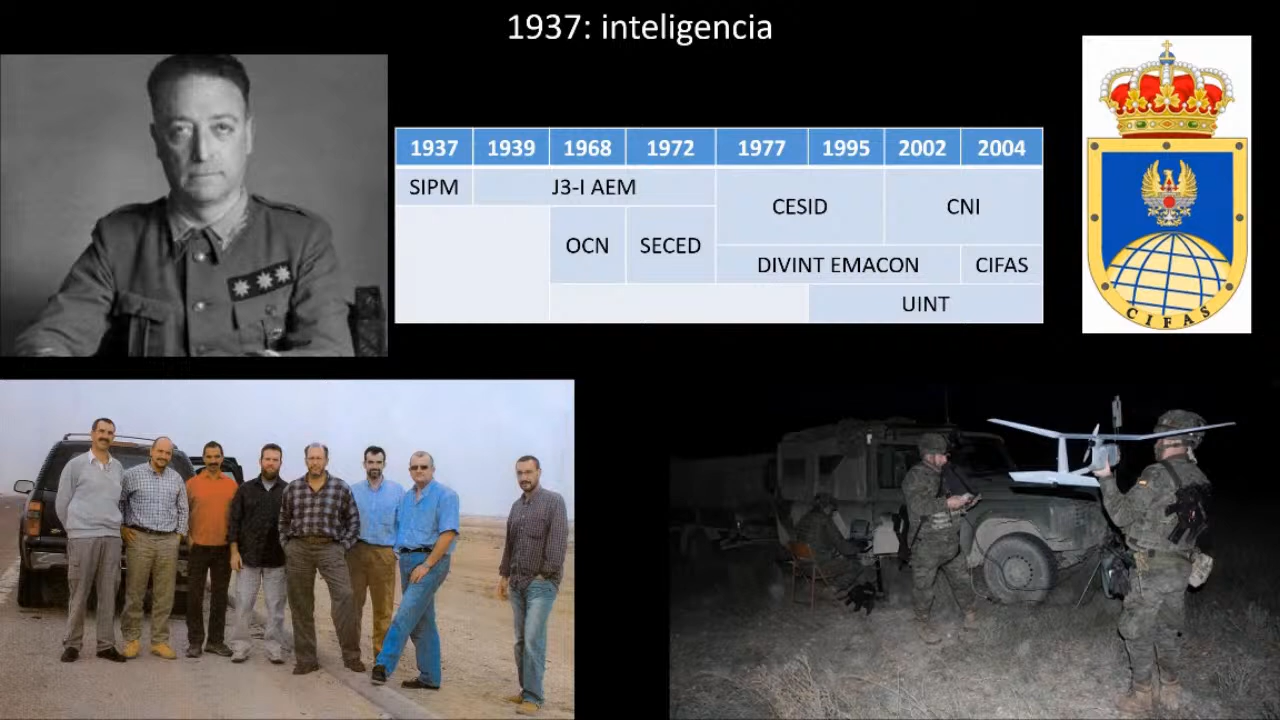 1937: inteligencia
1937 1939 1968 1972 1977 1995 2002 2004
SIPM J3-I AEM CESID CNI
OCN SECED
DIVINT EMACON CIFAS
UINT
CIFAS